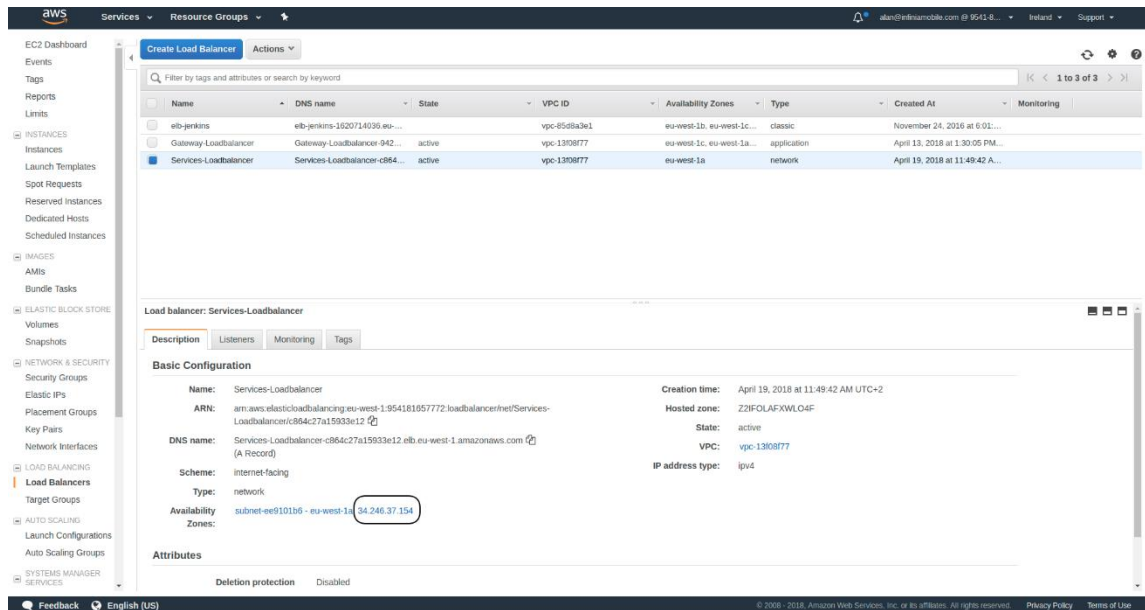 aws Services Resource Groups alan@infiniamobile.com @ 9541-8... Ireland Support
EC2 Dashboard
Events
Tags
Reports
Limits
INSTANCES
Instances
Launch Templates
Spot Requests
Reserved Instances
Dedicated Hosts
Scheduled Instances
IMAGES
AMIs
Bundle Tasks
ELASTIC BLOCK STORE
Volumes
Snapshots
NETWORK & SECURITY
Security Groups
Elastic IPs
Placement Groups
Key Pairs
Network Interfaces
LOAD BALANCING
Load Balancers
Target Groups
AUTO SCALING
Launch Configurations
Auto Scaling Groups
SYSTEMS MANAGER
SERVICES
Create Load Balancer Actions
Filter by tags and attributes or search by keyword 1 to 3 of 3
Name DNS name State VPC ID Availability Zones Type Created At Monitoring
elb-jenkins elb-jenkins-1620714036.eu-... vpc-85d8a3e1 eu-west-1b, eu-west-1c... classic November 24, 2016 at 6:01:...
Gateway-Loadbalancer Gateway-Loadbalancer-942... active vpc-13f08f77 eu-west-1c, eu-west-1a... application April 13, 2018 at 1:30:05 PM...
Services-Loadbalancer Services-Loadbalancer-c864... active vpc-13f08f77 eu-west-1a network April 19, 2018 at 11:49:42 A...
Load balancer: Services-Loadbalancer
Description Listeners Monitoring Tags
Basic Configuration
Name: Services-Loadbalancer
ARN: arn:aws:elasticloadbalancing:eu-west-1:954181657772:loadbalancer/net/Services-
Loadbalancer/c864c27a15933e12
DNS name: Services-Loadbalancer-c864c27a15933e12.elb.eu-west-1.amazonaws.com
(A Record)
Scheme: internet-facing
Type: network
Availability subnet-ee9101b6 - eu-west-1a 34.246.37.154
Zones:
Creation time: April 19, 2018 at 11:49:42 AM UTC+2
Hosted zone: Z2IFOLAFXWLO4F
State: active
VPC: vpc-13f08f77
IP address type: ipv4
Attributes
Deletion protection Disabled
Feedback English (US) © 2008 - 2018, Amazon Web Services, Inc. or its affiliates. All rights reserved. Privacy Policy Terms of Use